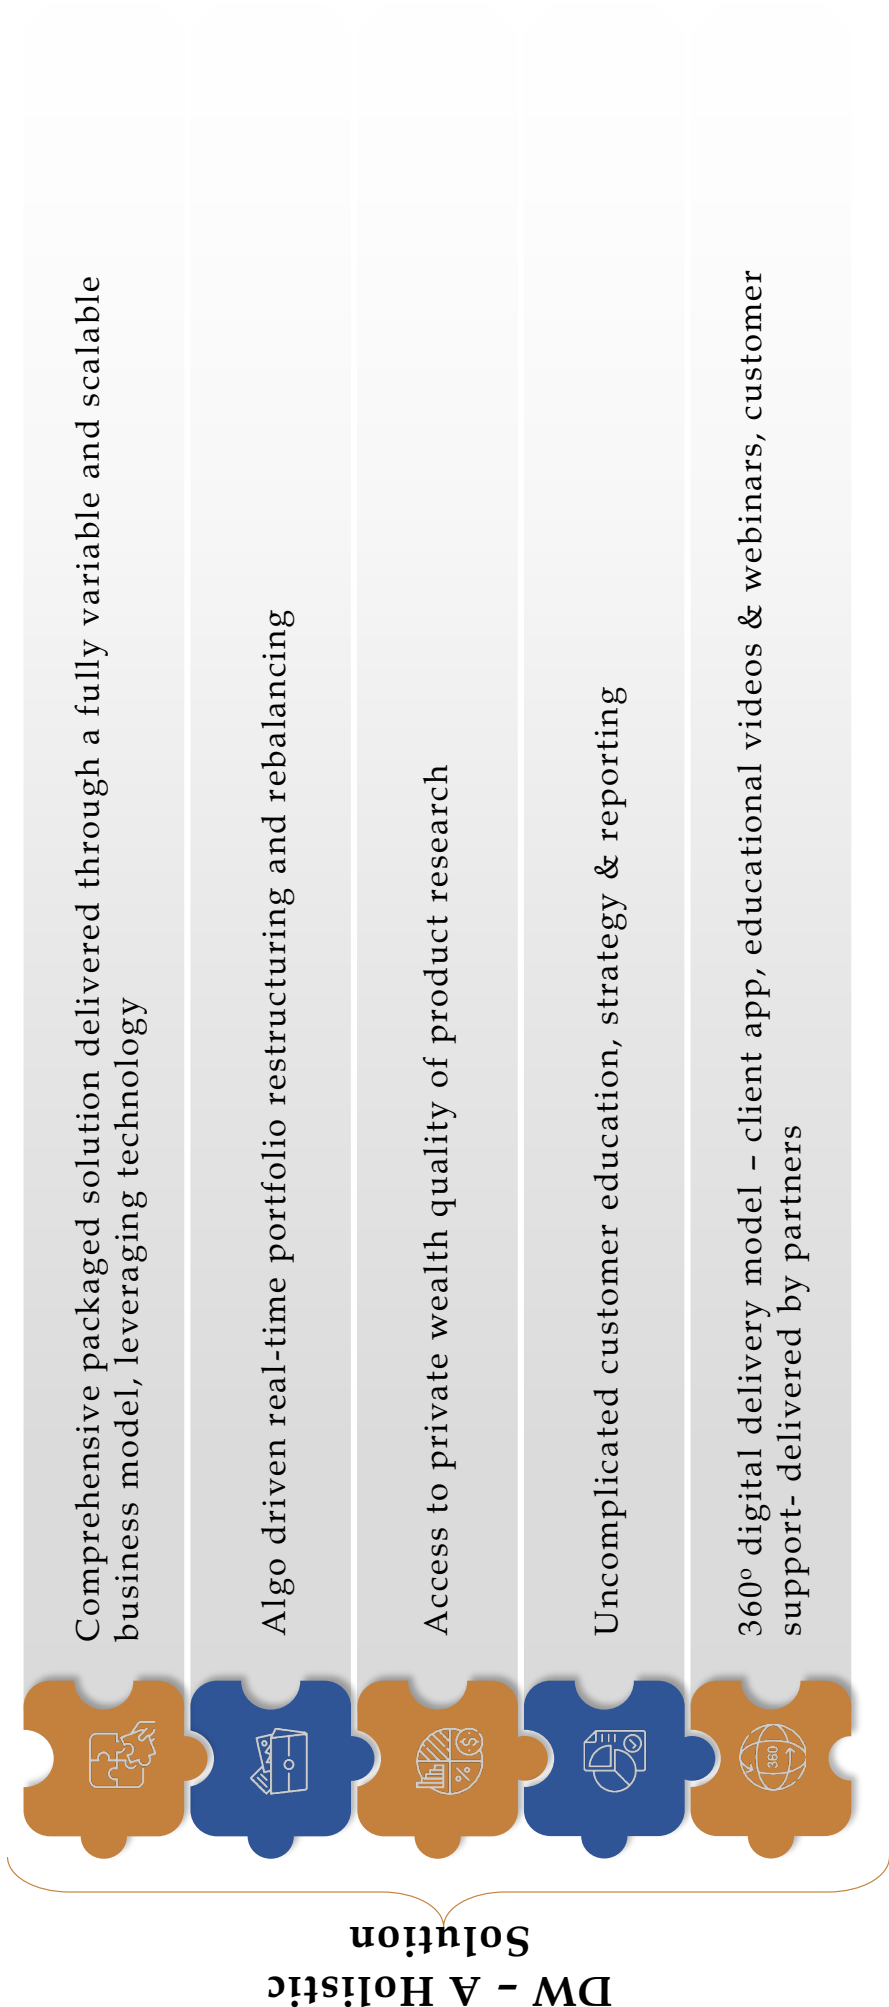 DW – A Holistic
Solution
Comprehensive packaged solution delivered through a fully variable and scalable
business model, leveraging technology
Algo driven real-time portfolio restructuring and rebalancing
Access to private wealth quality of product research
Uncomplicated customer education, strategy & reporting
360º digital delivery model – client app, educational videos & webinars, customer
support- delivered by partners
$
%
360